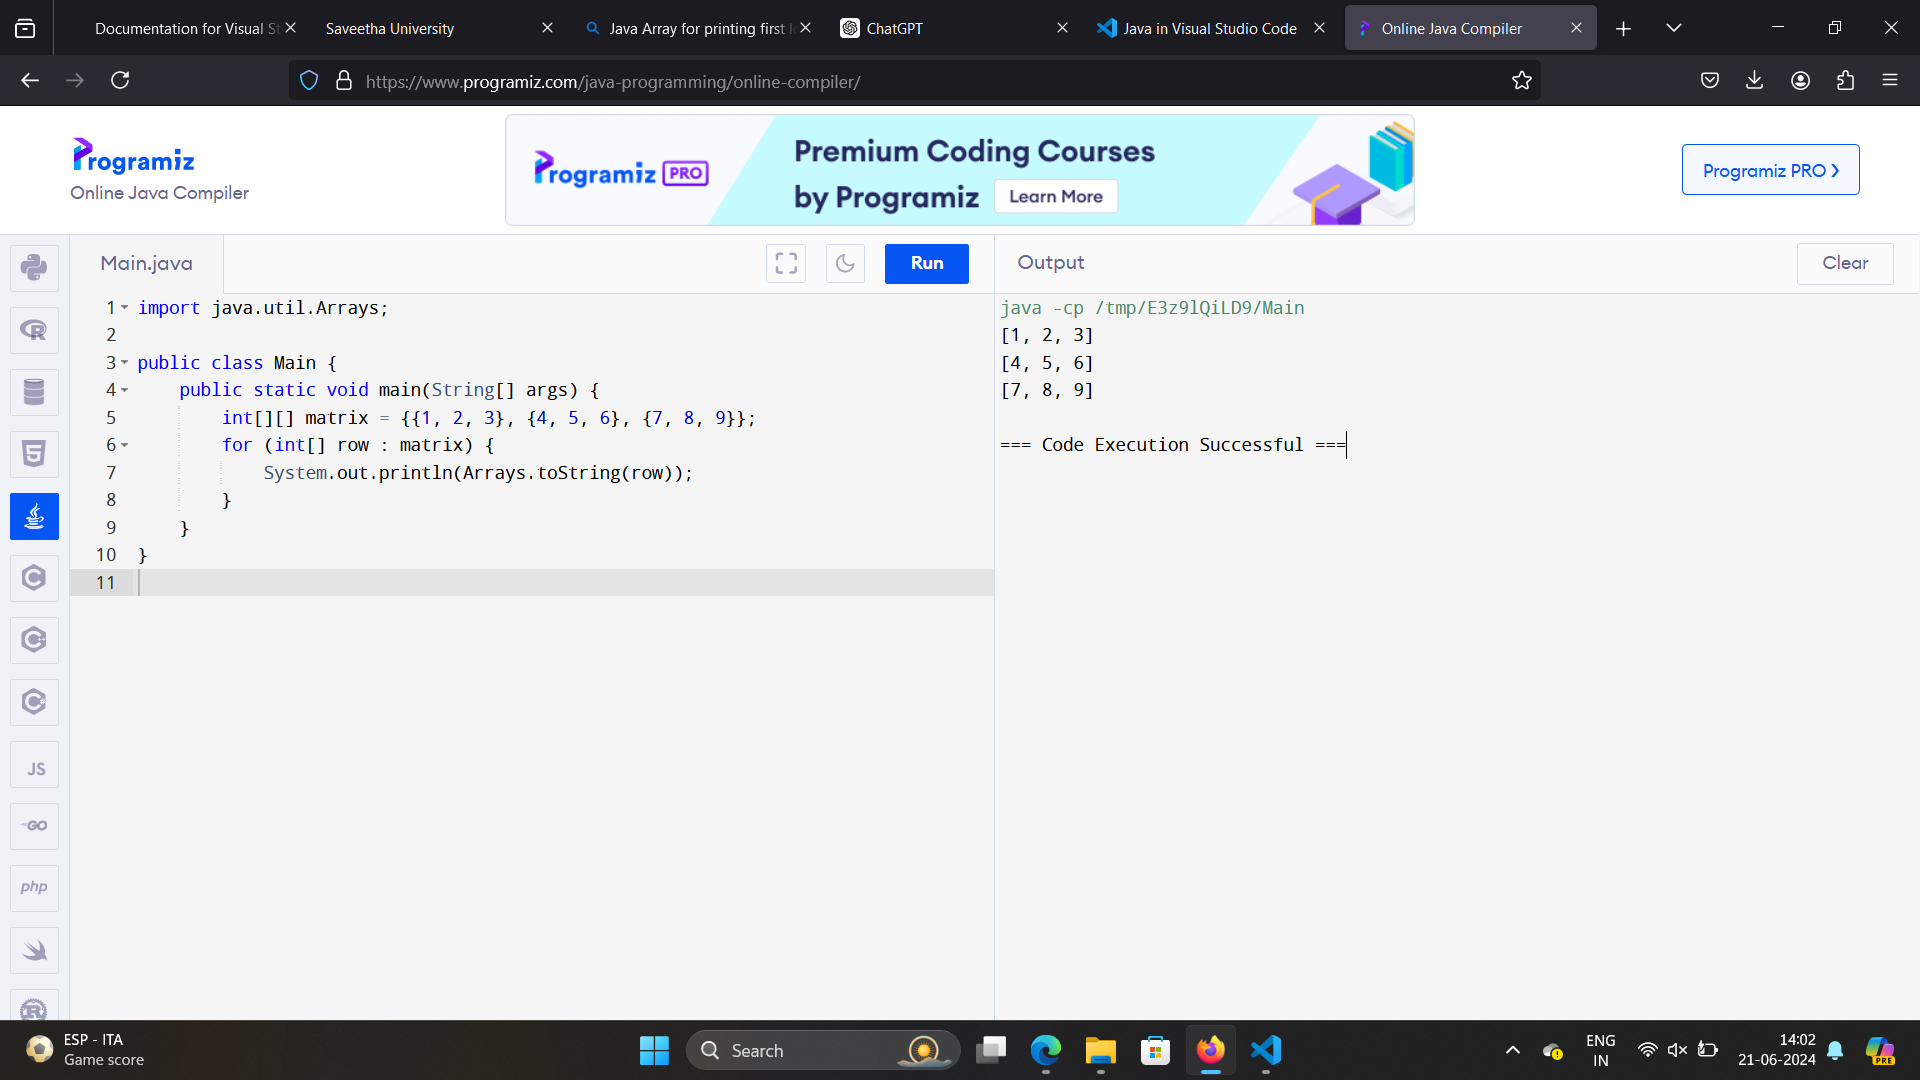 Documentation for Visual St
Saveetha University
Java Array for printing first l
ChatGPT
Java in Visual Studio Code
Online Java Compiler
https://www.programiz.com/java-programming/online-compiler/
Programiz
Online Java Compiler
Programiz PRO
Premium Coding Courses
by Programiz
Learn More
Programiz PRO
Main.java
Run
Output
Clear
1 import java.util.Arrays;
2
3 public class Main {
4 public static void main(String[] args) {
5 int[][] matrix = {{1, 2, 3}, {4, 5, 6}, {7, 8, 9}};
6 for (int[] row : matrix) {
7 System.out.println(Arrays.toString(row));
8 }
9 }
10 }
11
java -cp /tmp/E3z9lQiLD9/Main
[1, 2, 3]
[4, 5, 6]
[7, 8, 9]
=== Code Execution Successful ===
R
5
C
C
C
JS
GO
php
R
ESP - ITA
Game score
Search
ENG
IN
14:02
21-06-2024
PRE